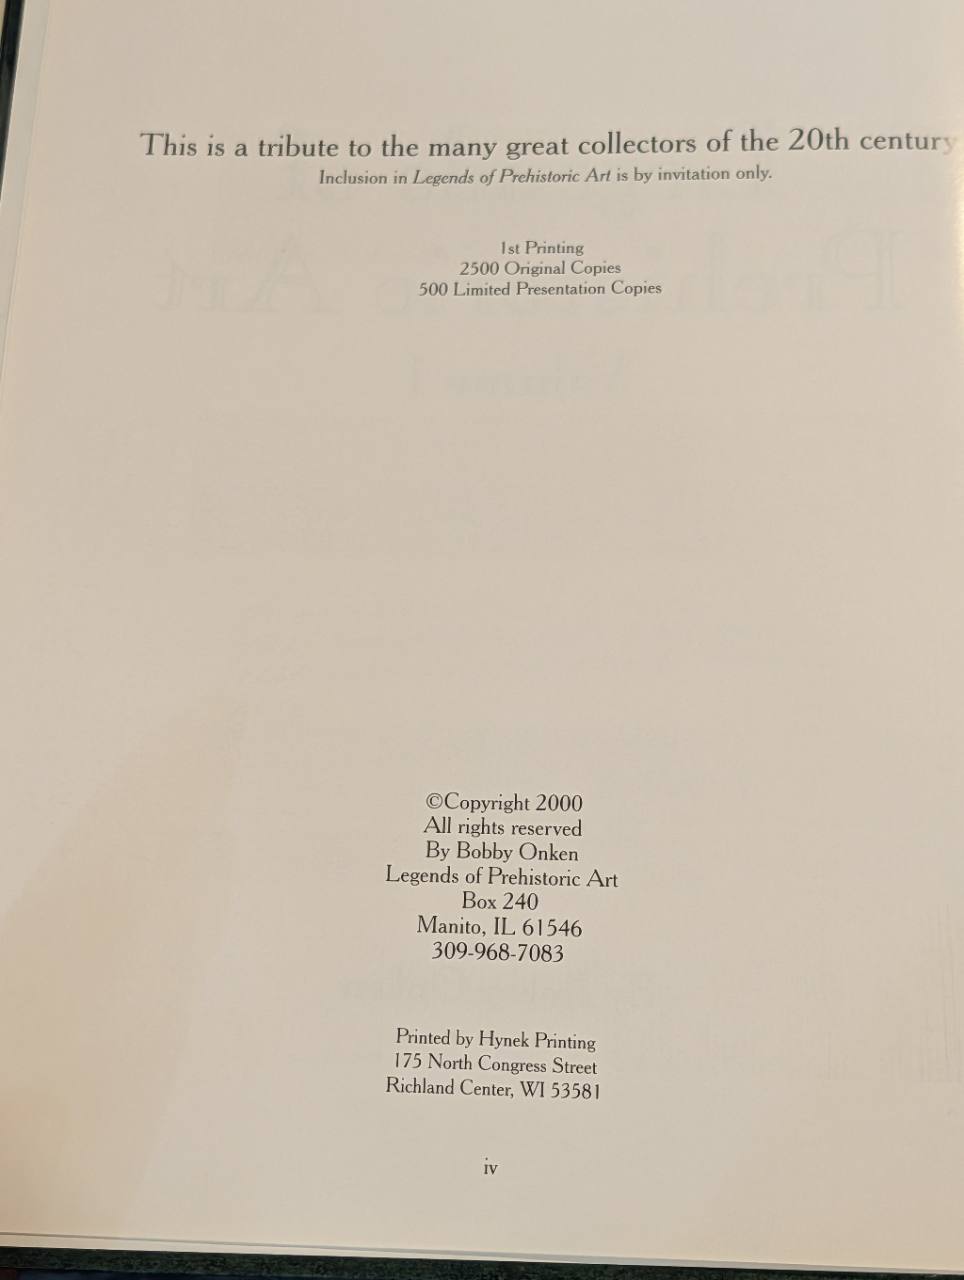 This is a tribute to the many great collectors of the 20th century
Inclusion in Legends of Prehistoric Art is by invitation only.
1st Printing
2500 Original Copies
500 Limited Presentation Copies
©Copyright 2000
All rights reserved
By Bobby Onken
Legends of Prehistoric Art
Box 240
Manito, IL 61546
309-968-7083
Printed by Hynek Printing
175 North Congress Street
Richland Center, WI 53581
iv